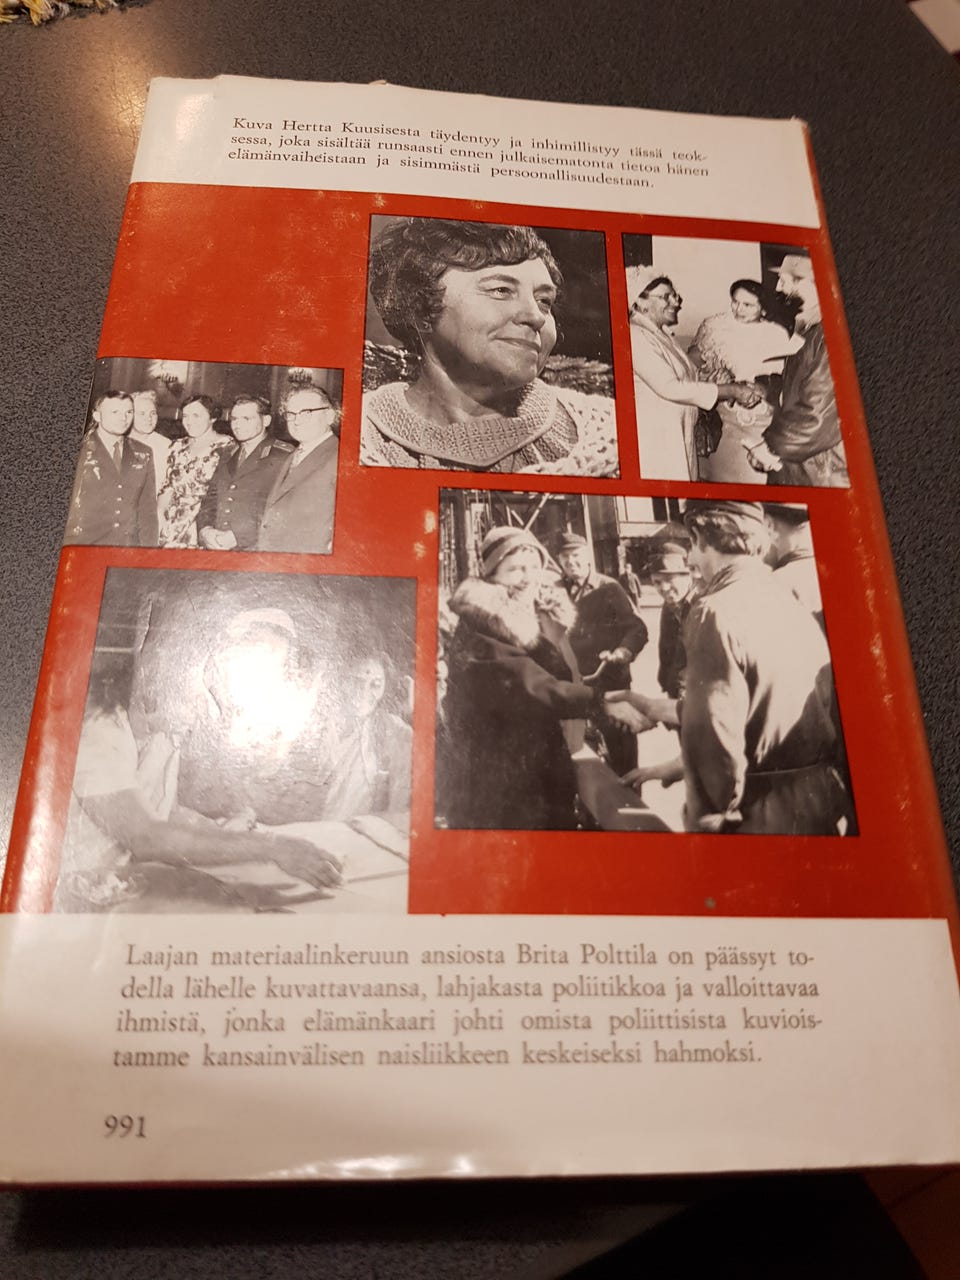 Kuva Hertta Kuusisesta täydentyy ja inhimillistyy tässä teok-
sessa, joka sisältää runsaasti ennen julkaisematonta tietoa hänen
elämänvaiheistaan ja sisimmästä persoonallisuudestaan.
Laajan materiaalinkeruun ansiosta Brita Polttila on päässyt to-
della lähelle kuvattavaansa, lahjakasta poliitikkoa ja valloittavaa
ihmistä, jonka elämänkaari johti omista poliittisista kuviois-
tamme kansainvälisen naisliikkeen keskeiseksi hahmoksi.
991